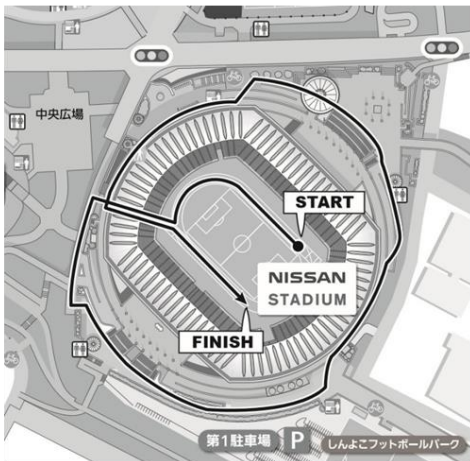 中央広場
START
NISSAN
STADIUM
FINISH
第1駐車場 P
しんよこフットボールパーク